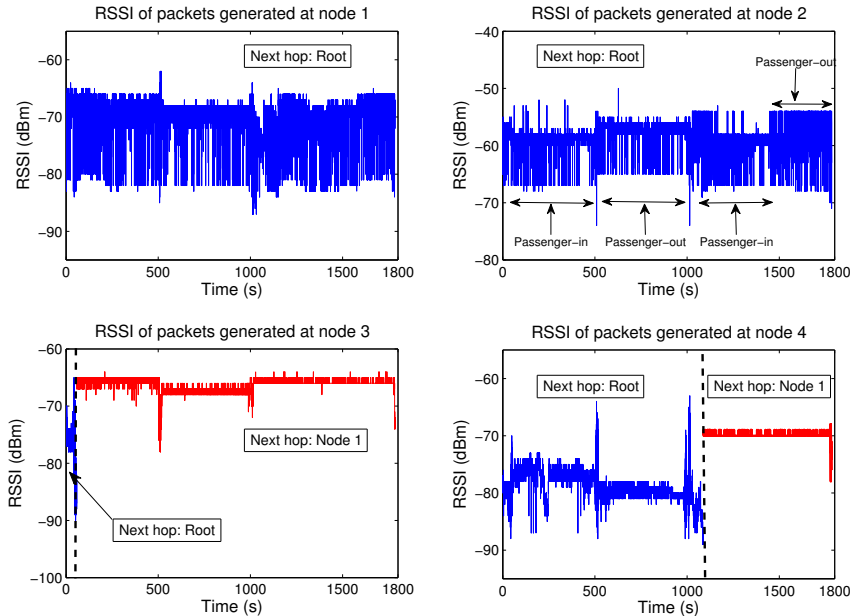 RSSI of packets generated at node 1
Next hop: Root
RSSI (dBm)
−60
−70
−80
−90
0
500
1000
1500
1800
Time (s)
RSSI of packets generated at node 2
Next hop: Root
Passenger−out
RSSI (dBm)
−40
−50
−60
−70
−80
Passenger−in
Passenger−out
Passenger−in
0
500
1000
1500
1800
Time (s)
RSSI of packets generated at node 3
RSSI (dBm)
−60
−70
−80
−90
−100
Next hop: Node 1
Next hop: Root
0
500
1000
1500
1800
Time (s)
RSSI of packets generated at node 4
Next hop: Root
Next hop: Node 1
RSSI (dBm)
−60
−70
−80
−90
0
500
1000
1500
1800
Time (s)